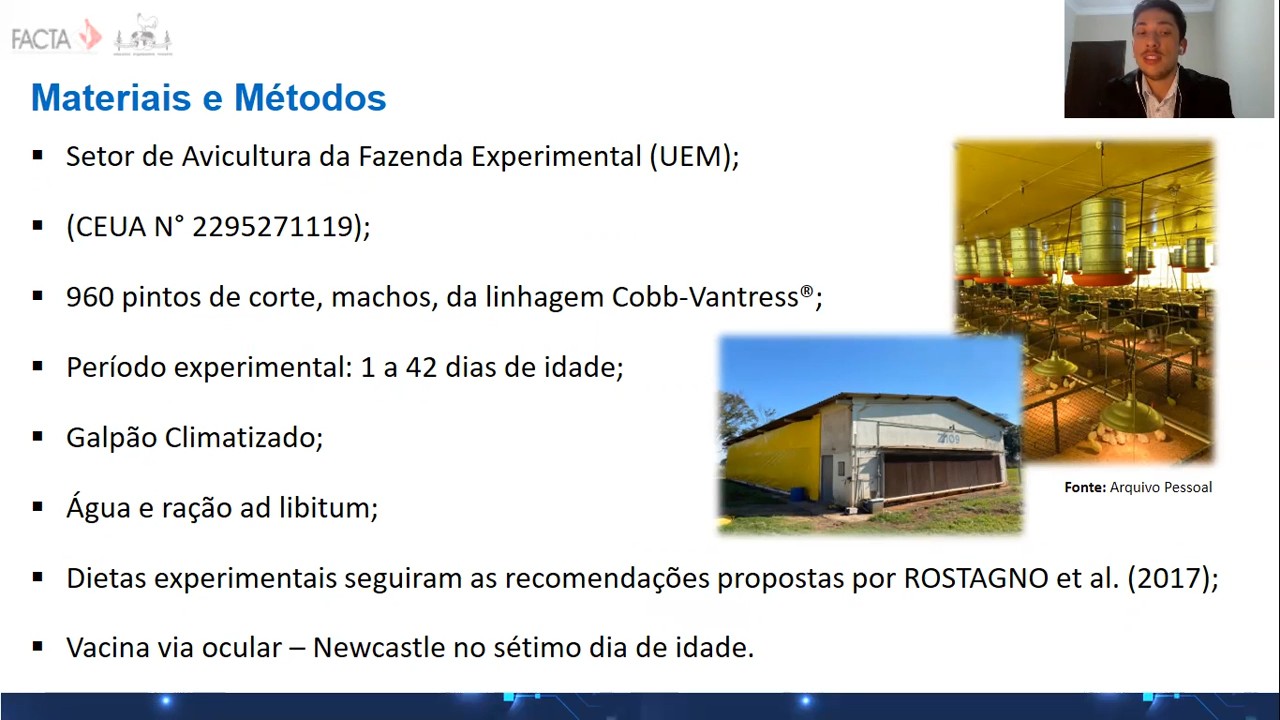 FACTA
Materiais e Métodos
▪ Setor de Avicultura da Fazenda Experimental (UEM);
▪ (CEUA N° 2295271119);
▪ 960 pintos de corte, machos, da linhagem Cobb-Vantress®;
▪ Período experimental: 1 a 42 dias de idade;
▪ Galpão Climatizado;
▪ Água e ração ad libitum;
Fonte: Arquivo Pessoal
▪ Dietas experimentais seguiram as recomendações propostas por ROSTAGNO et al. (2017);
▪ Vacina via ocular – Newcastle no sétimo dia de idade.